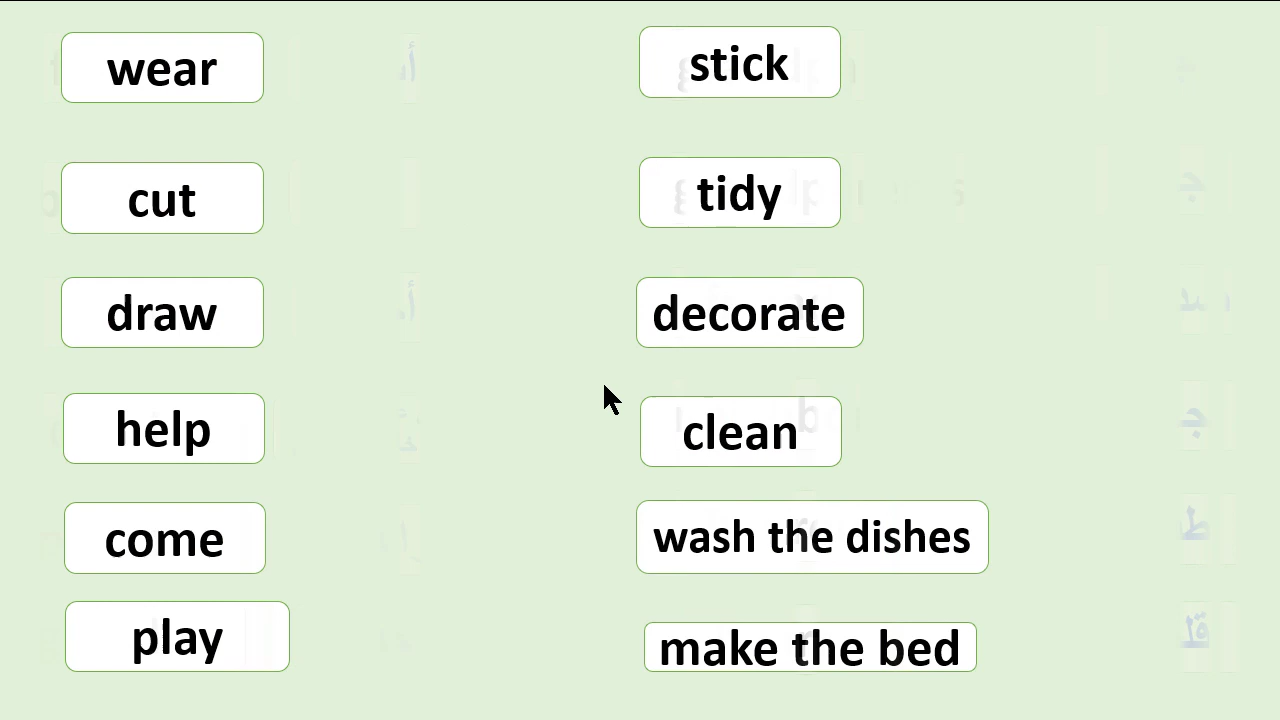 wear
cut
draw
help
come
play
stick
tidy
decorate
clean
wash the dishes
make the bed